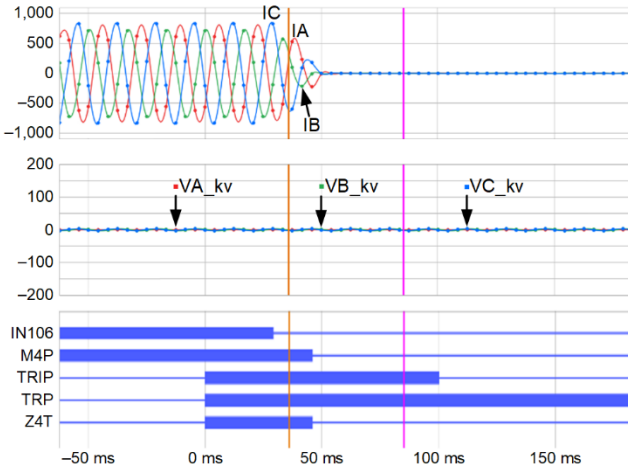 IC
IA
1,000
500
0
–500
–1,000
IB
200
VA_kv VB_kv VC_kv
100
0
–100
–200
IN106
M4P
TRIP
TRP
Z4T
–50 ms 0 ms 50 ms 100 ms 150 ms